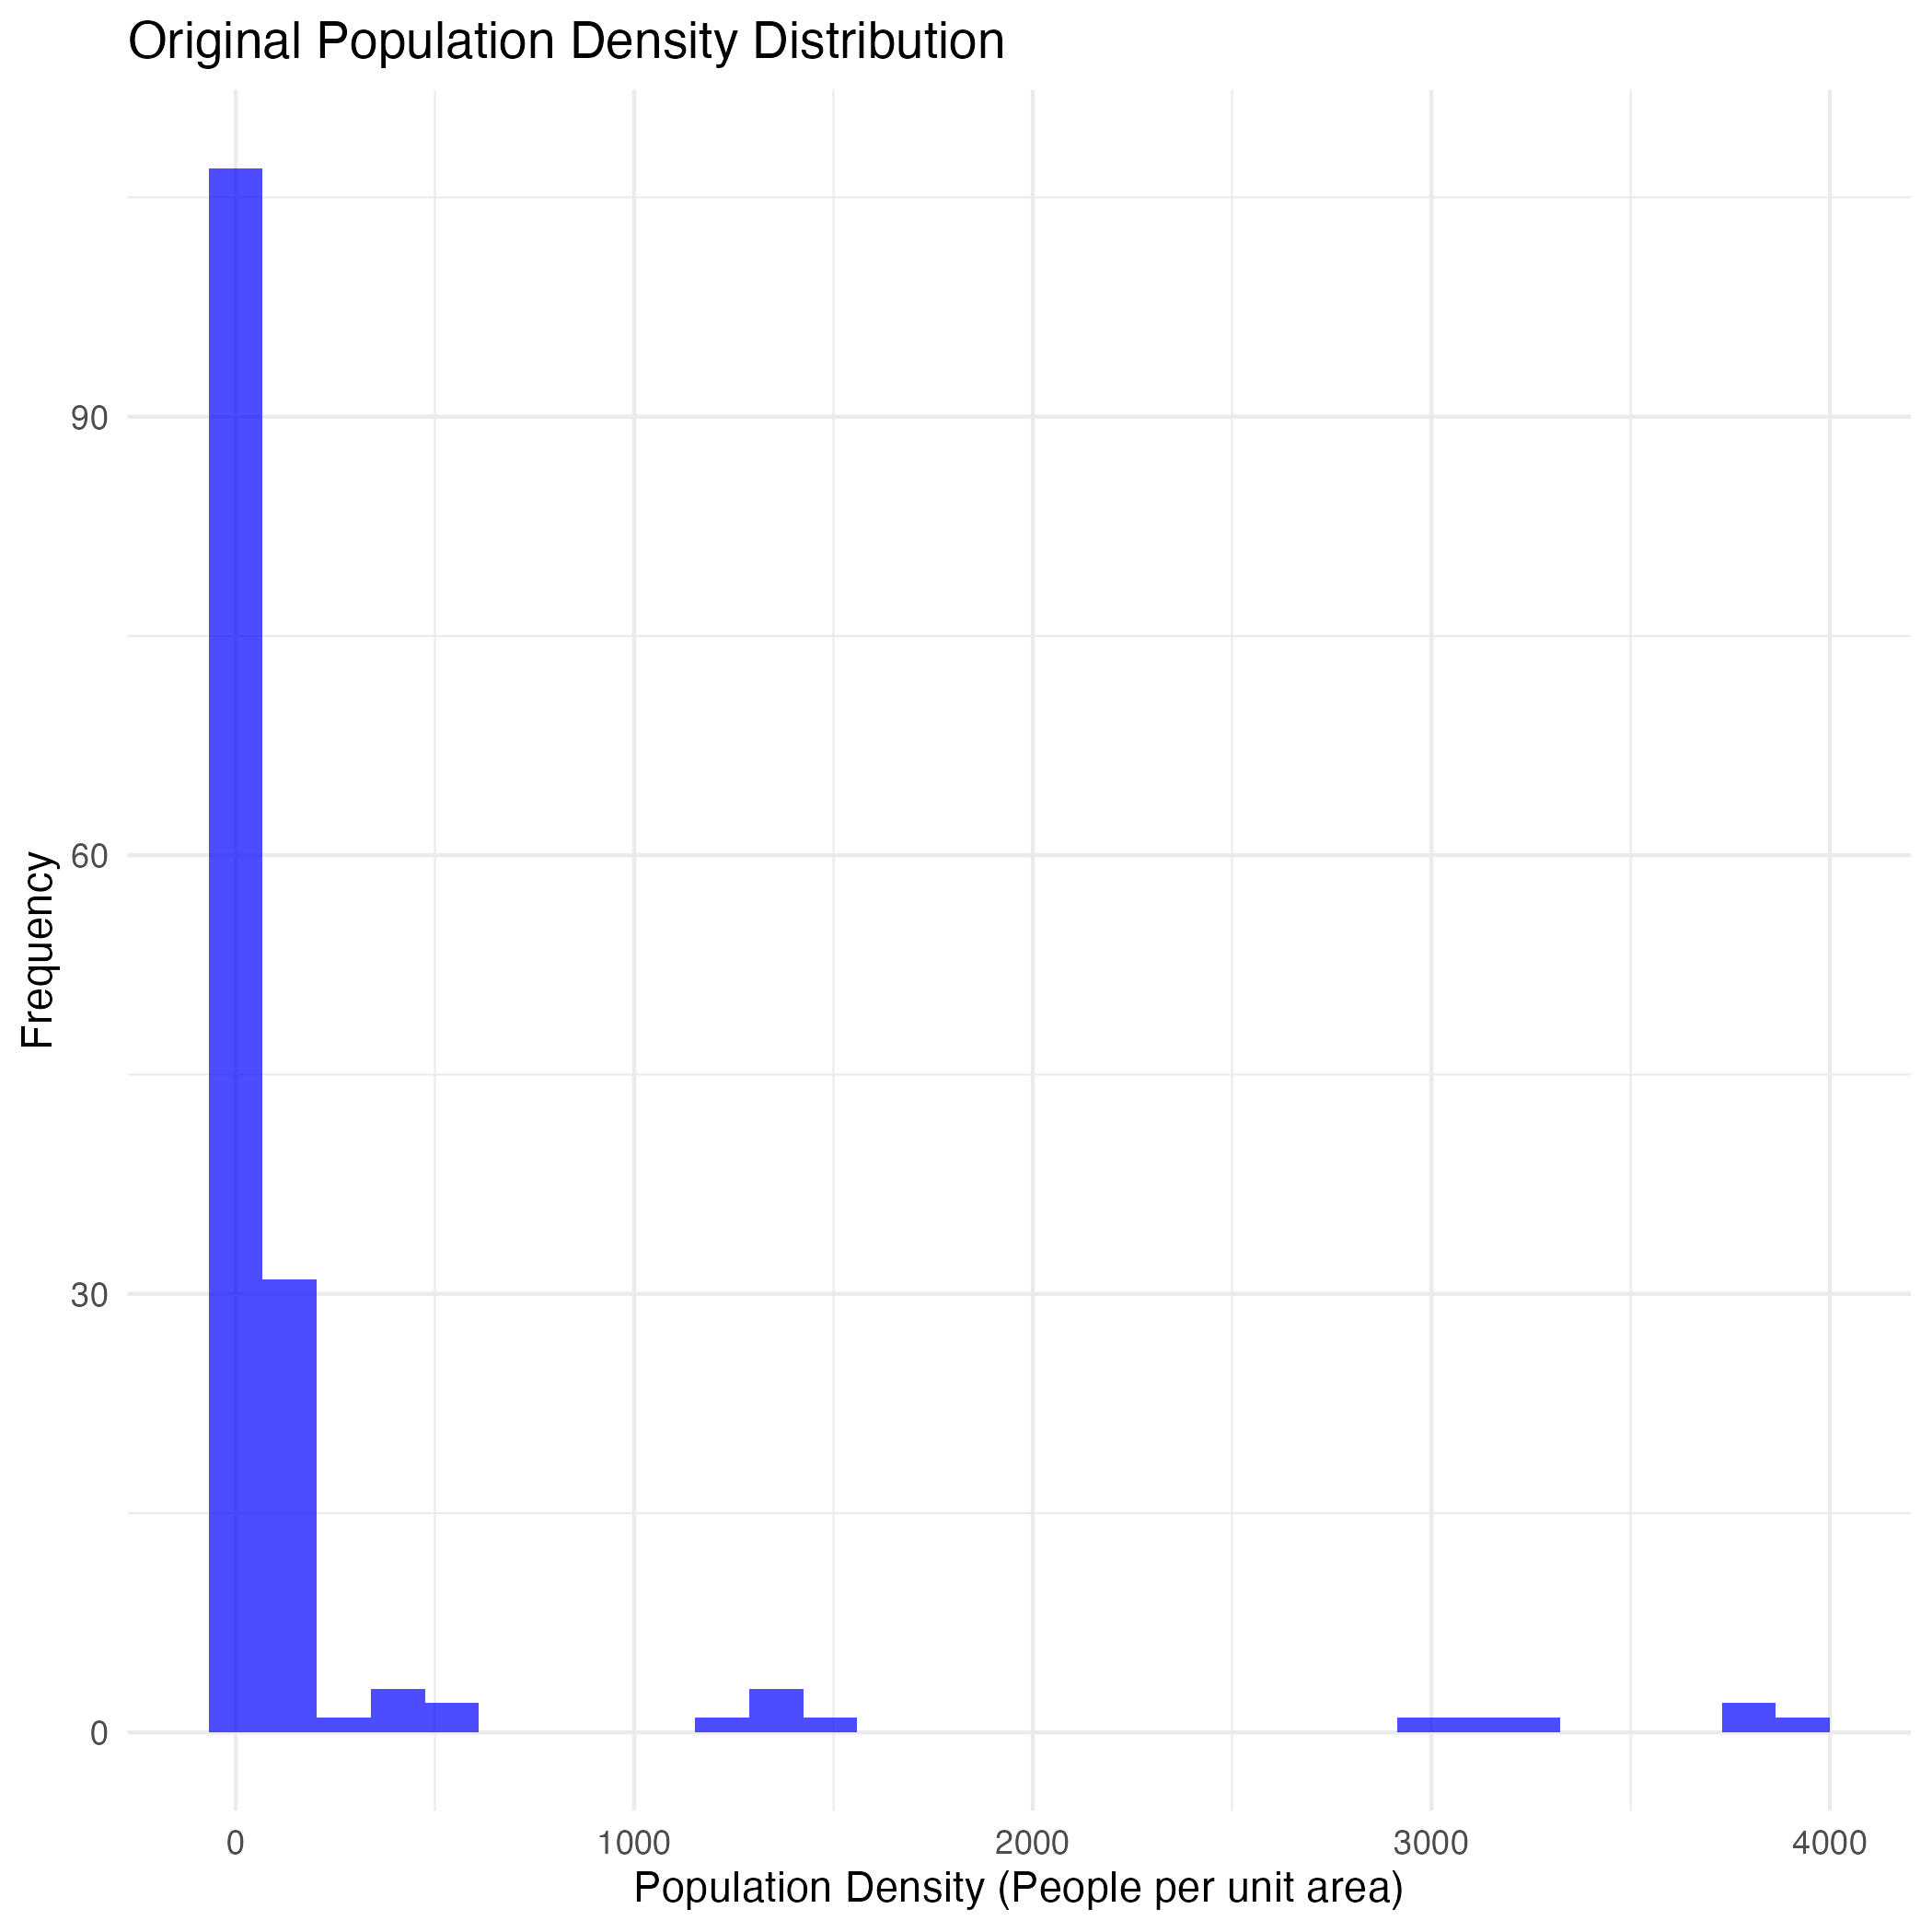 Original Population Density Distribution
Frequency
90
60
30
0
0 1000 2000 3000 4000
Population Density (People per unit area)